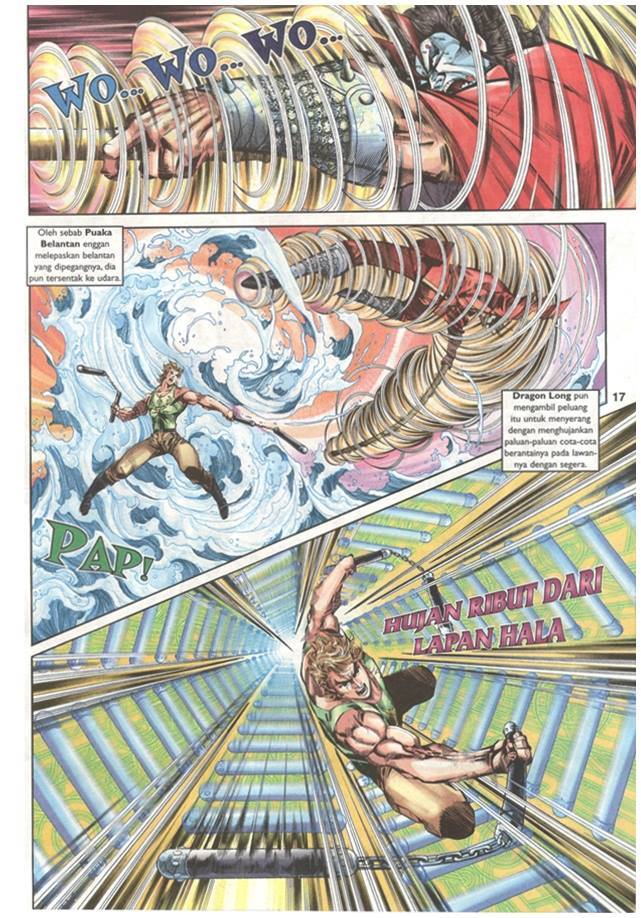 WO... WO... WO...
Oleh sebab Puaka
Belantan enggan
melepaskan belantan
yang dipegangnya, dia
pun tersentak ke udara.
Dragon Long pun
mengambil peluang
itu untuk menyerang
dengan menghujankan
paluan-paluan cota-cota
berantainya pada lawan-
nya dengan segera.
17
PAP!
HUJAN RIBUT DARI
LAPAN HALA